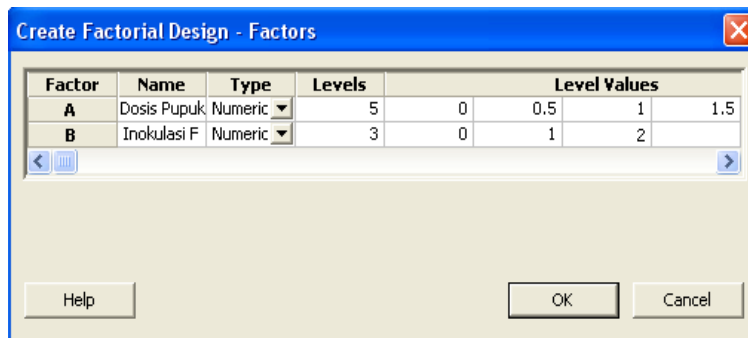 Create Factorial Design - Factors
Factor Name Type Levels Level Values
A Dosis Pupuk Numeric 5 0 0.5 1 1.5
B Inokulasi F Numeric 3 0 1 2
Help OK Cancel